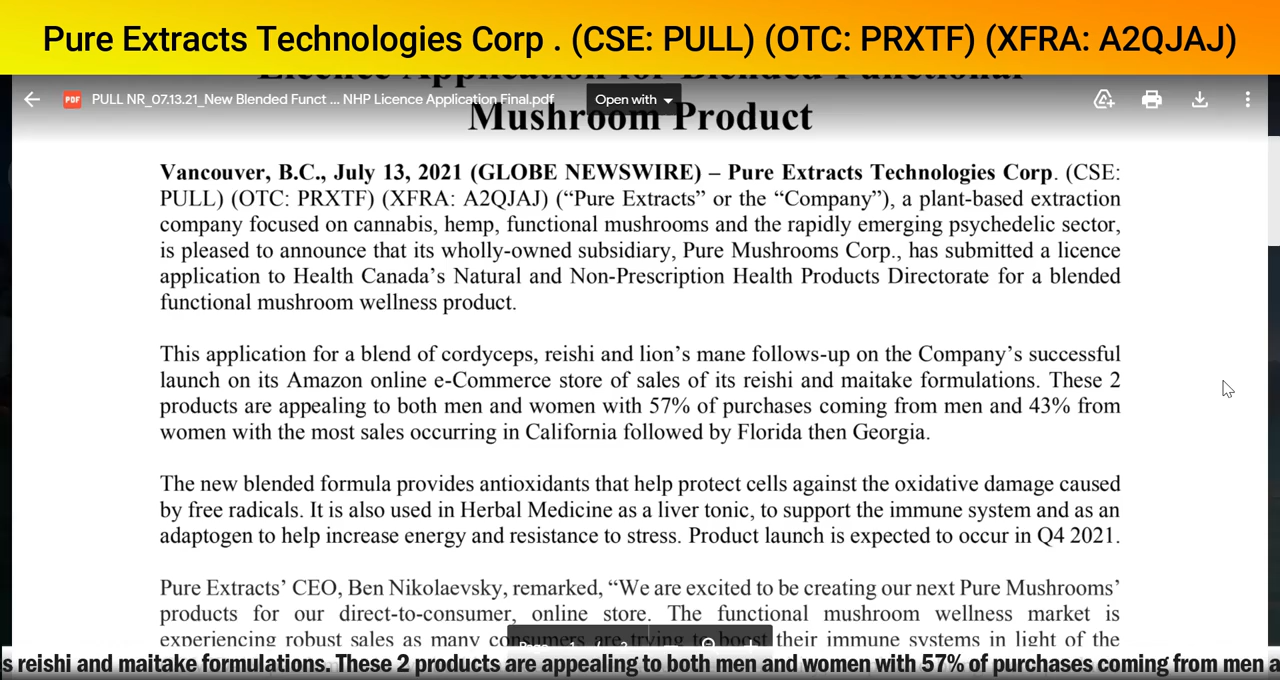 Pure Extracts Technologies Corp . (CSE: PULL) (OTC: PRXTF) (XFRA: A2QJAJ)
Licence Application for Blended Functional
PULL NR_07.13.21_New Blended Funct ... NHP Licence Application Final.pdf
Open with
Mushroom Product
Vancouver, B.C., July 13, 2021 (GLOBE NEWSWIRE) – Pure Extracts Technologies Corp. (CSE:
PULL) (OTC: PRXTF) (XFRA: A2QJAJ) (“Pure Extracts” or the “Company”), a plant-based extraction
company focused on cannabis, hemp, functional mushrooms and the rapidly emerging psychedelic sector,
is pleased to announce that its wholly-owned subsidiary, Pure Mushrooms Corp., has submitted a licence
application to Health Canada’s Natural and Non-Prescription Health Products Directorate for a blended
functional mushroom wellness product.
This application for a blend of cordyceps, reishi and lion’s mane follows-up on the Company’s successful
launch on its Amazon online e-Commerce store of sales of its reishi and maitake formulations. These 2
products are appealing to both men and women with 57% of purchases coming from men and 43% from
women with the most sales occurring in California followed by Florida then Georgia.
The new blended formula provides antioxidants that help protect cells against the oxidative damage caused
by free radicals. It is also used in Herbal Medicine as a liver tonic, to support the immune system and as an
adaptogen to help increase energy and resistance to stress. Product launch is expected to occur in Q4 2021.
Pure Extracts’ CEO, Ben Nikolaevsky, remarked, “We are excited to be creating our next Pure Mushrooms’
products for our direct-to-consumer, online store. The functional mushroom wellness market is
experiencing robust sales as many consumers are trying to boost their immune systems in light of the
s reishi and maitake formulations. These 2 products are appealing to both men and women with 57% of purchases coming from men a